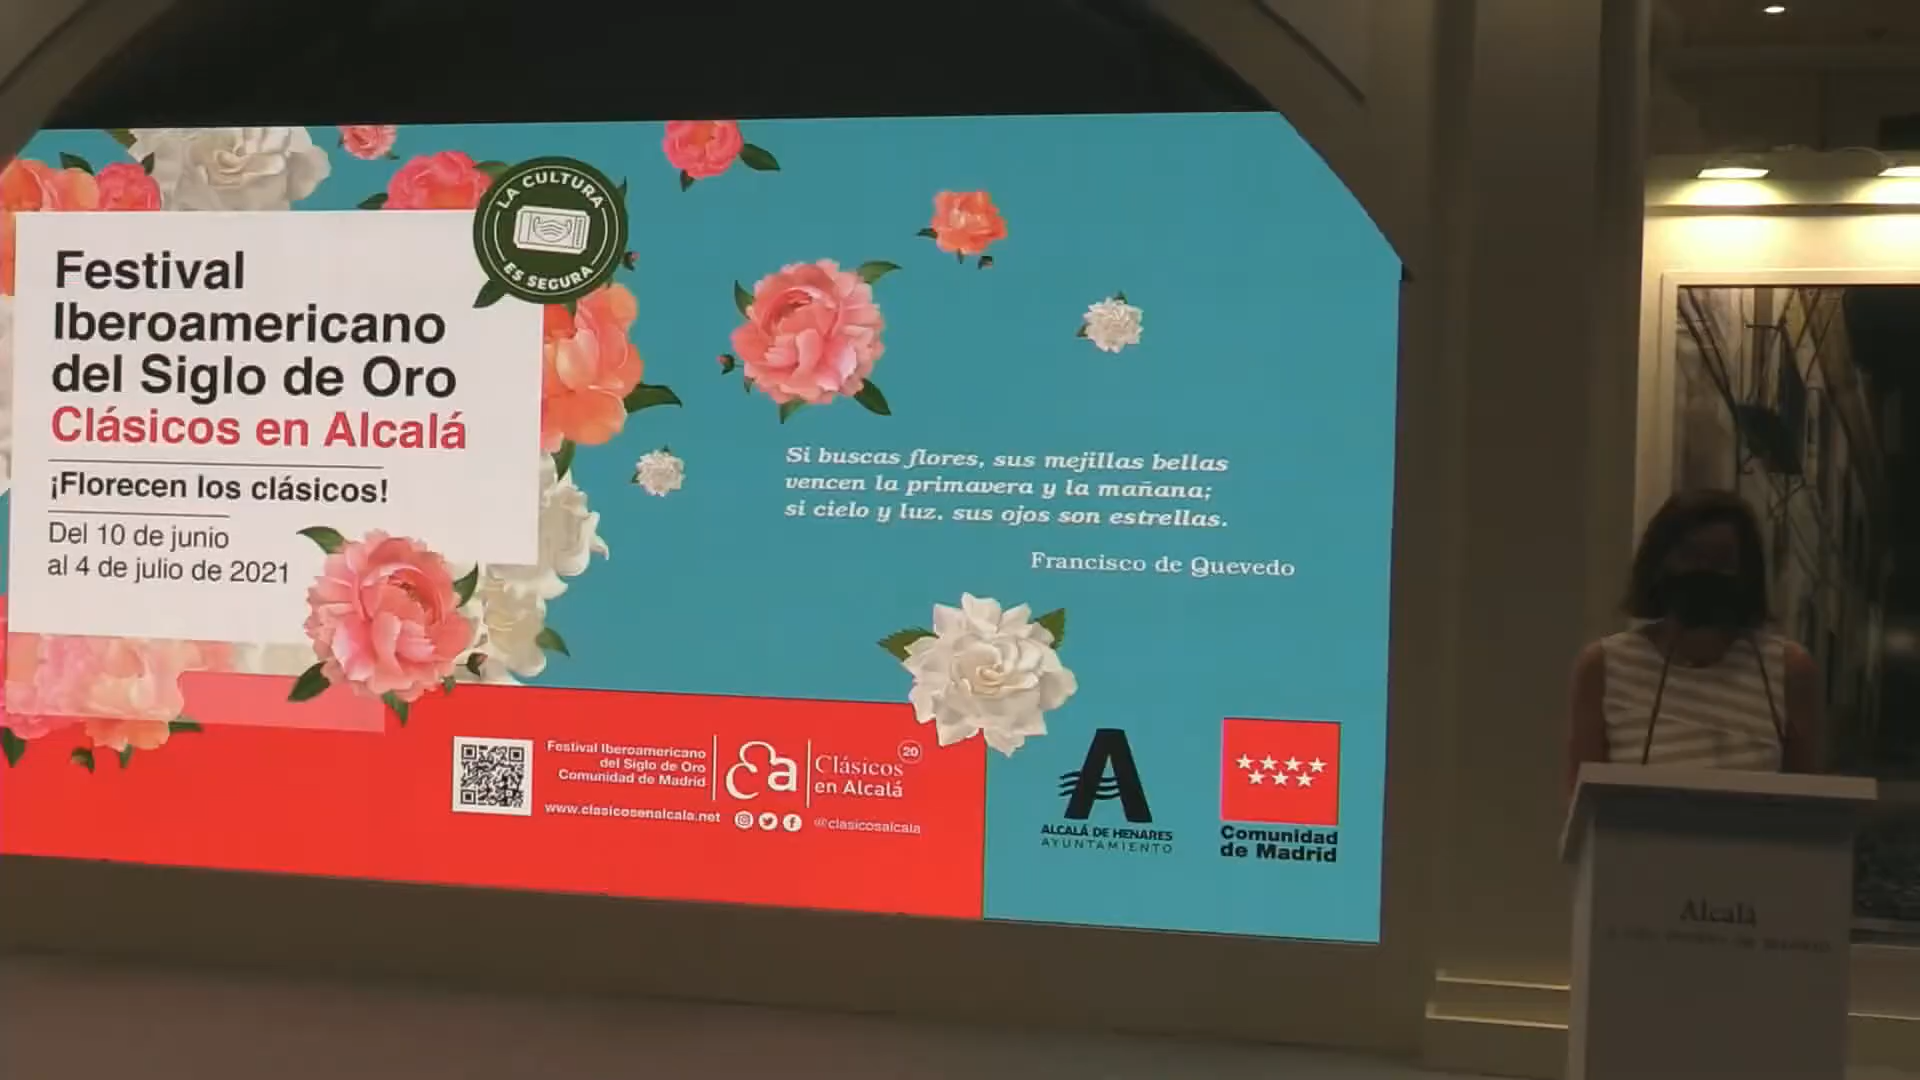 LA CULTURA
ES SEGURA
Festival
Iberoamericano
del Siglo de Oro
Clásicos en Alcalá
¡Florecen los clásicos!
Del 10 de junio
al 4 de julio de 2021
Si buscas flores, sus mejillas bellas
vencen la primavera y la mañana;
si cielo y luz, sus ojos son estrellas.
Francisco de Quevedo
Festival Iberoamericano
del Siglo de Oro
Comunidad de Madrid
www.clasicosenalcala.net
ca
Clásicos
en Alcalá
20
@clasicosalcala
ALCALÁ DE HENARES
AYUNTAMIENTO
Comunidad
de Madrid
Alcalá